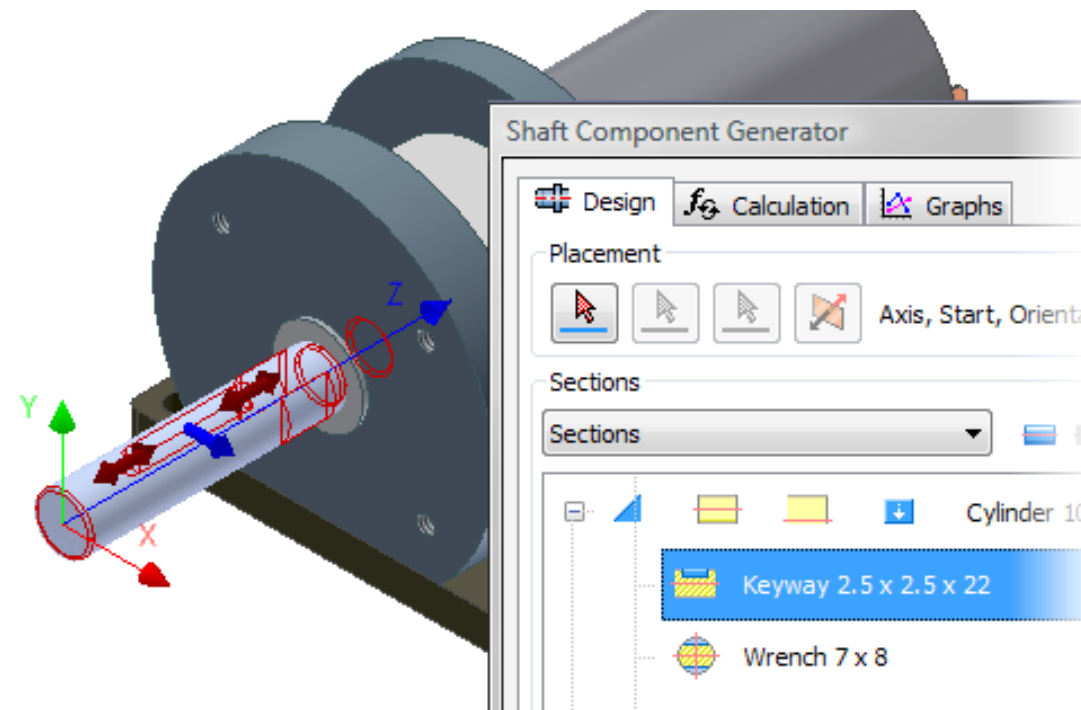 Shaft Component Generator
Design Calculation Graphs
Placement
Z
Axis, Start,
Sections
Y
Sections
Cylinder
X
Keyway 2.5 x 2.5 x 22
Wrench 7 x 8